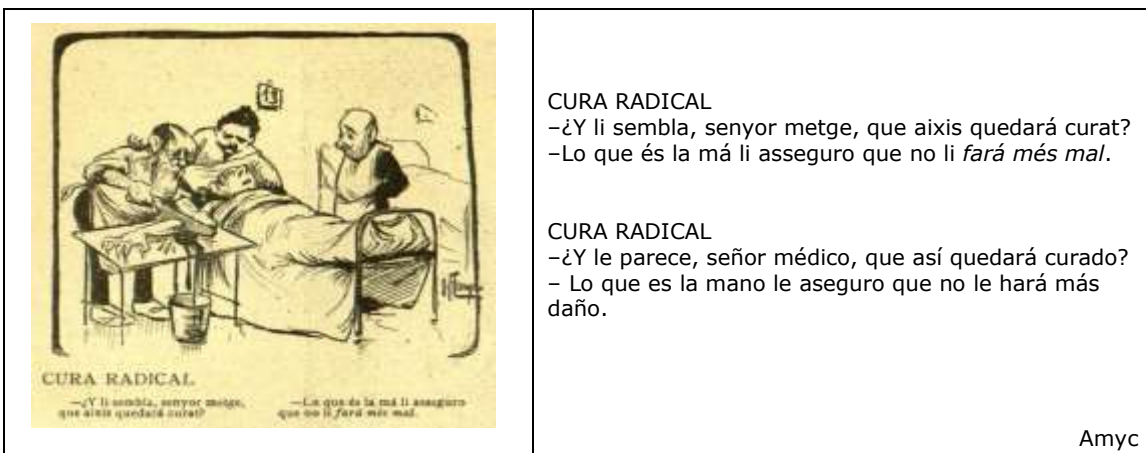 13
CURA RADICAL
—¿Y li sembla, senyor metge,
que aixis quedará curat?
—Lo que és la má li asseguro
que no li fará més mal.
CURA RADICAL
–¿Y li sembla, senyor metge, que aixis quedará curat?
–Lo que és la má li asseguro que no li fará més mal.
CURA RADICAL
–¿Y le parece, señor médico, que así quedará curado?
– Lo que es la mano le aseguro que no le hará más
daño.
Amyc